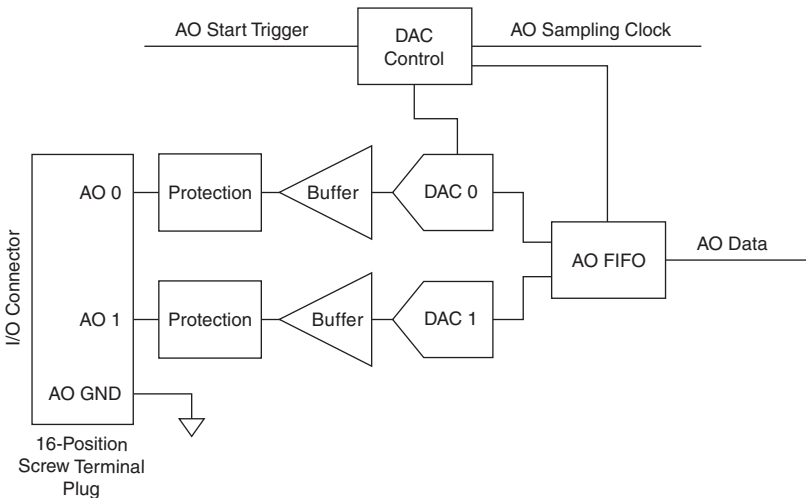 AO Start Trigger
DAC
Control
AO Sampling Clock
AO 0
Protection
Buffer
DAC 0
AO FIFO
AO Data
I/O Connector
AO 1
Protection
Buffer
DAC 1
AO GND
16-Position
Screw Terminal
Plug